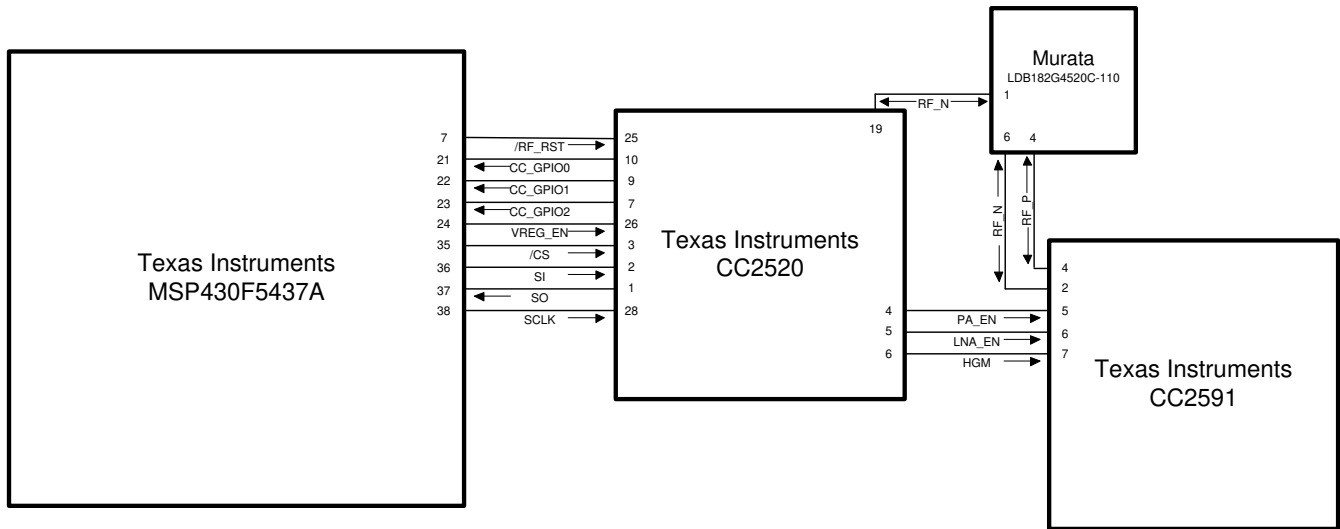 Murata
LDB182G4520C-110
1
6 4
RF_N
19
7
21
22
23
24
35
36
37
38
/RF_RST
CC_GPIO0
CC_GPIO1
CC_GPIO2
VREG_EN
/CS
SI
SO
SCLK
25
10
9
7
26
3
2
1
28
Texas Instruments
MSP430F5437A
Texas Instruments
CC2520
RF_N
RF_P
4
5
6
PA_EN
LNA_EN
HGM
4
2
5
6
7
Texas Instruments
CC2591